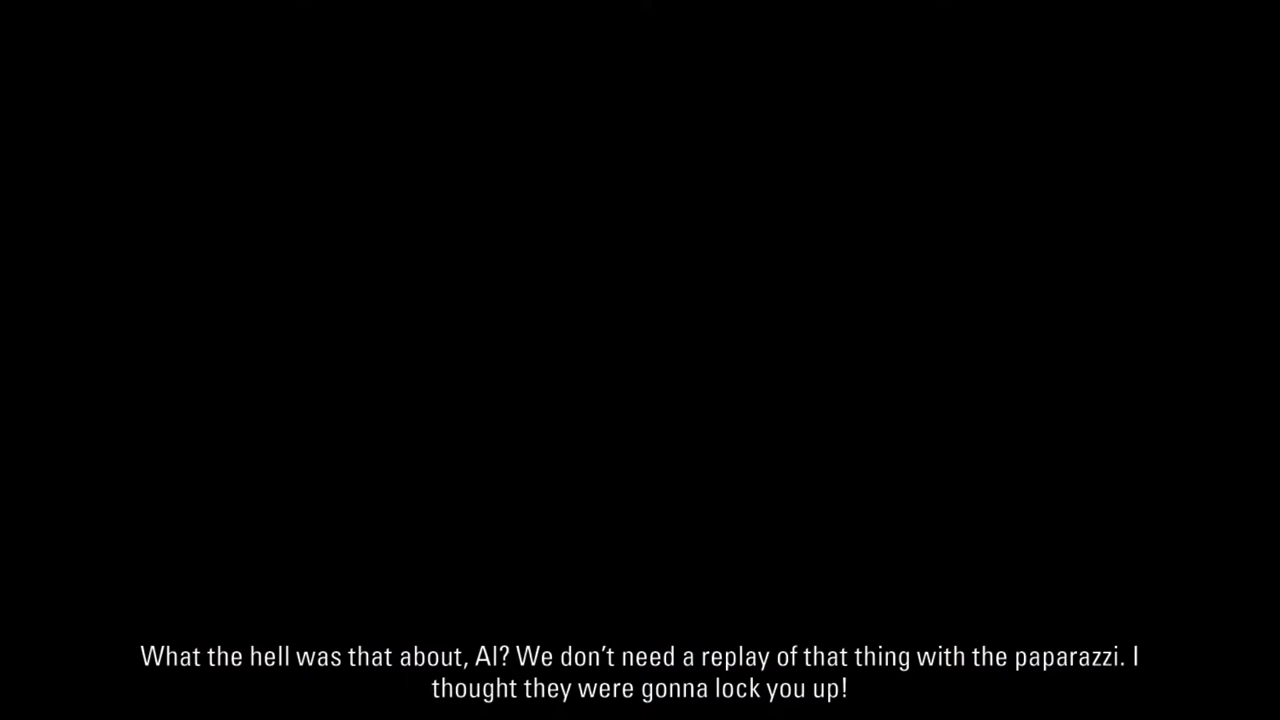 What the hell was that about, Al? We don't need a replay of that thing with the paparazzi. I
thought they were gonna lock you up!